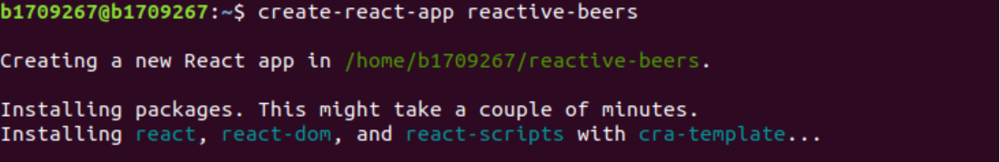 b1709267@b1709267:~$ create-react-app reactive-beers
Creating a new React app in /home/b1709267/reactive-beers.
Installing packages. This might take a couple of minutes.
Installing react, react-dom, and react-scripts with cra-template...